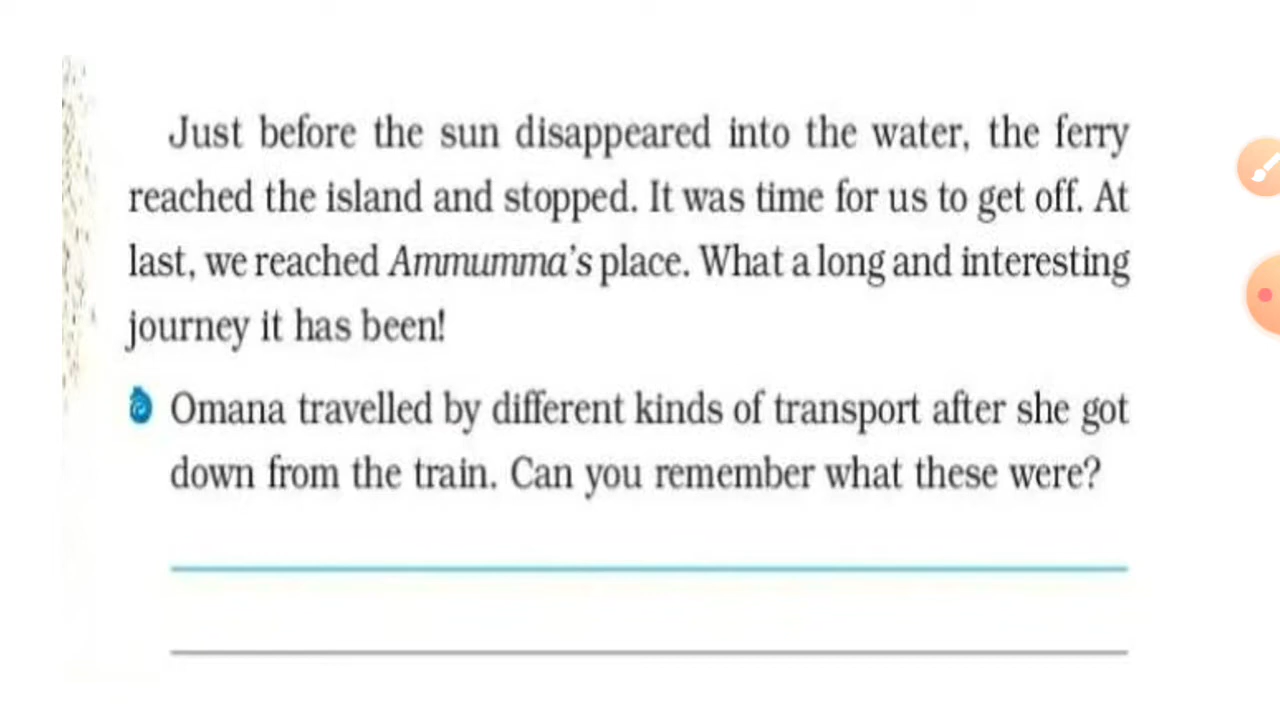 Just before the sun disappeared into the water, the ferry
reached the island and stopped. It was time for us to get off. At
last, we reached Ammumma's place. What a long and interesting
journey it has been!
Omana travelled by different kinds of transport after she got
down from the train. Can you remember what these were?